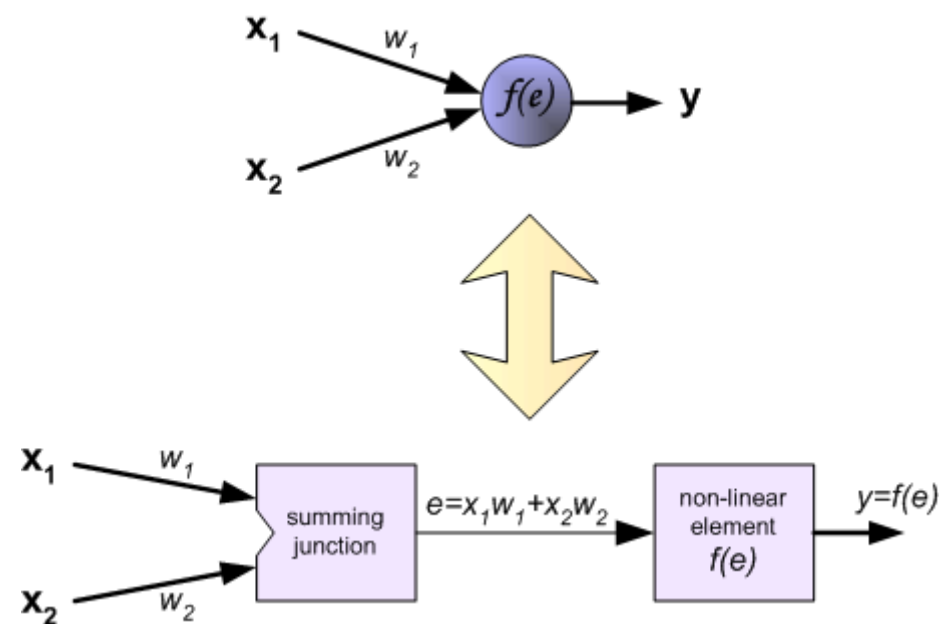 x₁
w₁
f(e)
y
w₂
x₂
x₁
w₁
summing
junction
e=x₁w₁+x₂w₂
non-linear
element
f(e)
y=f(e)
w₂
x₂